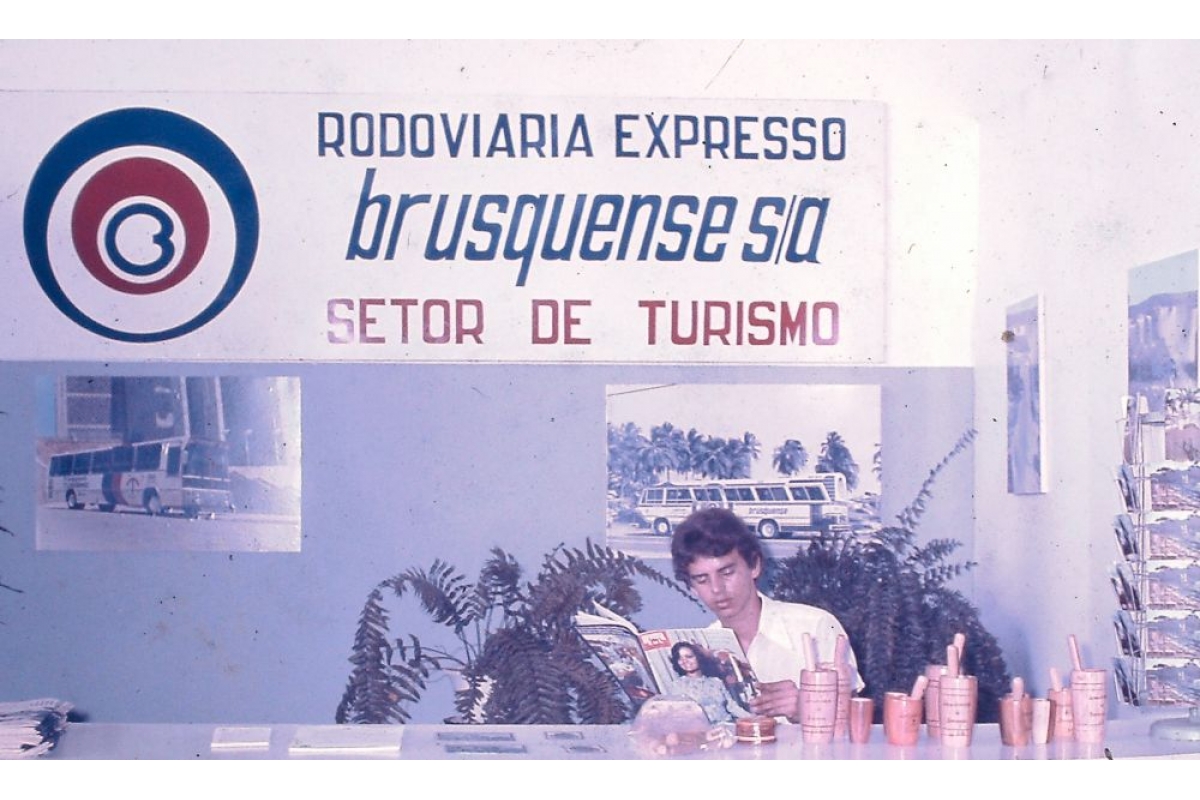 RODOVIARIA EXPRESSO
brusquense s/a
SETOR DE TURISMO
brusquense